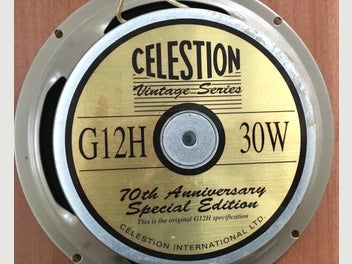 CELESTION
Vintage Series
G12H 30W
70th Anniversary
Special Edition
This is the original G12H specification
CELESTION INTERNATIONAL LTD.